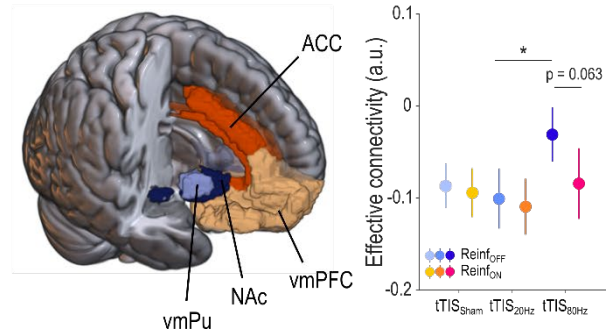 ACC
vmPFC
NAc
vmPu
Effective connectivity (a.u.)
0.1
0
-0.1
-0.2
*
p = 0.063
ReinfOFF
ReinfON
tTISSham
tTIS20Hz
tTIS80Hz